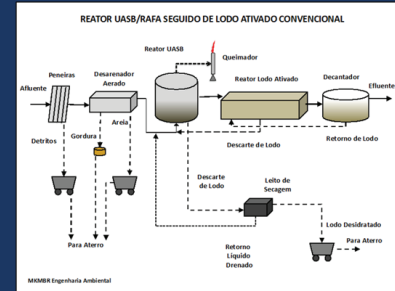 REATOR UASB/RAFA SEGUIDO DE LODO ATIVADO CONVENCIONAL
Reator UASB
Queimador
Peneiras
Desarenador
Aerado
Reator Lodo Ativado
Decantador
Afluente
Efluente
Detritos
Gordura
Areia
Descarte de Lodo
Retorno de Lodo
Descarte
de Lodo
Leito de
Secagem
Lodo Desidratado
Para Aterro
Para Aterro
Retorno
Líquido
Drenado
MKMBR Engenharia Ambiental